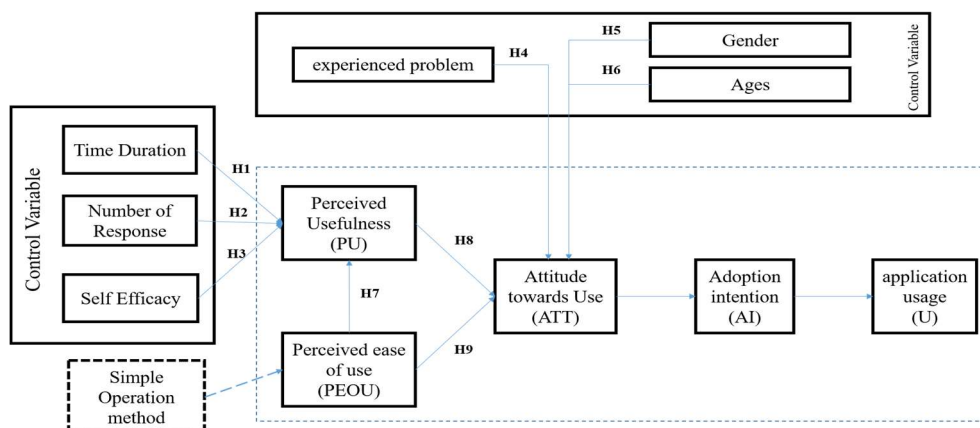 H5
Gender
H4
experienced problem
H6
Ages
Control Variable
Control Variable
Time Duration
H1
Number of
Response
H2
Self Efficacy
H3
Perceived
Usefulness
(PU)
H8
H7
Attitude
towards Use
(ATT)
Adoption
intention
(AI)
application
usage
(U)
Perceived ease
of use
(PEOU)
H9
Simple
Operation
method